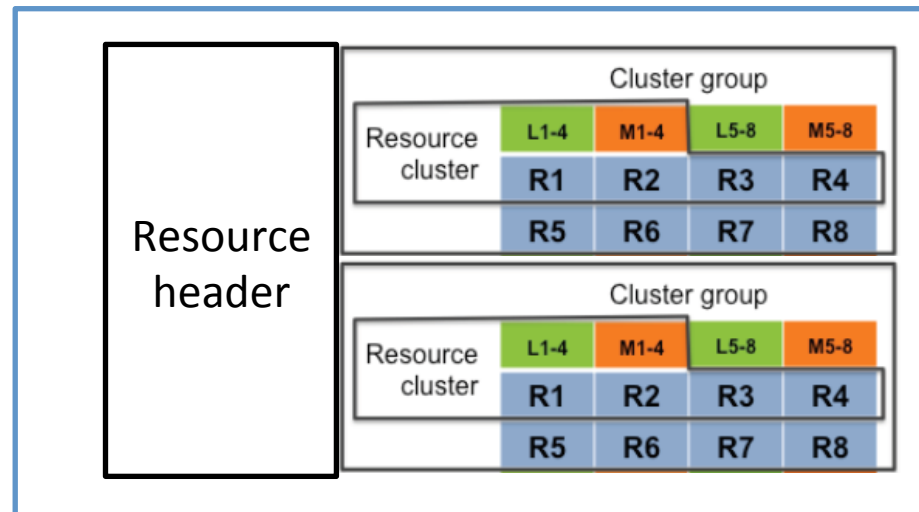 Resource
header
Cluster group
Resource
cluster
L1-4 M1-4 L5-8 M5-8
R1 R2 R3 R4
R5 R6 R7 R8
Cluster group
Resource
cluster
L1-4 M1-4 L5-8 M5-8
R1 R2 R3 R4
R5 R6 R7 R8